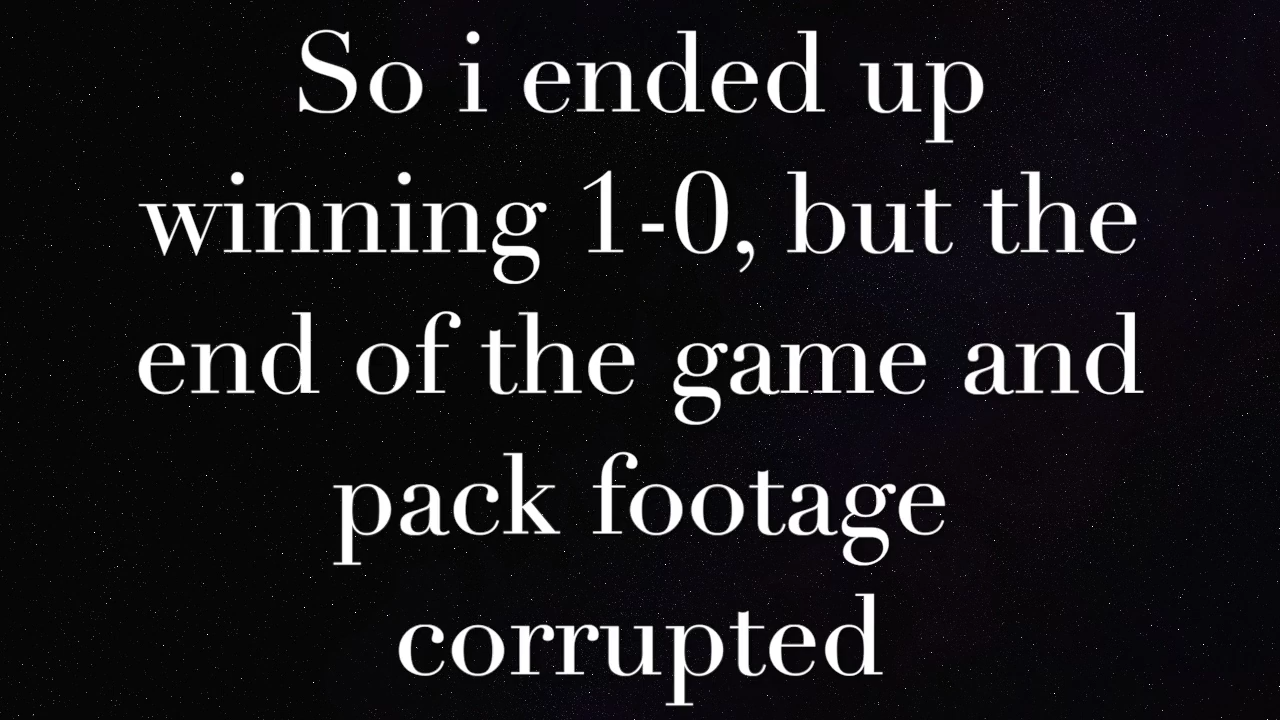 So i ended up
winning 1-0, but the
end of the game and
pack footage
corrupted